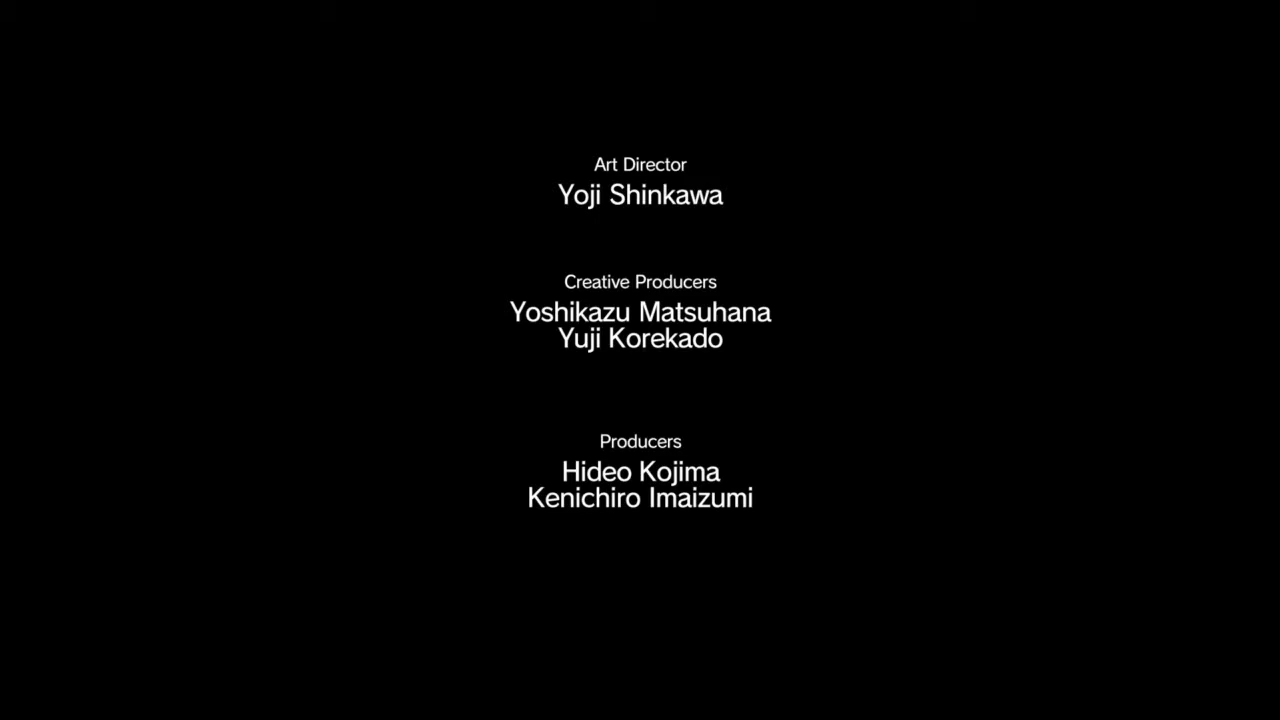 Art Director
Yoji Shinkawa
Creative Producers
Yoshikazu Matsuhana
Yuji Korekado
Producers
Hideo Kojima
Kenichiro Imaizumi